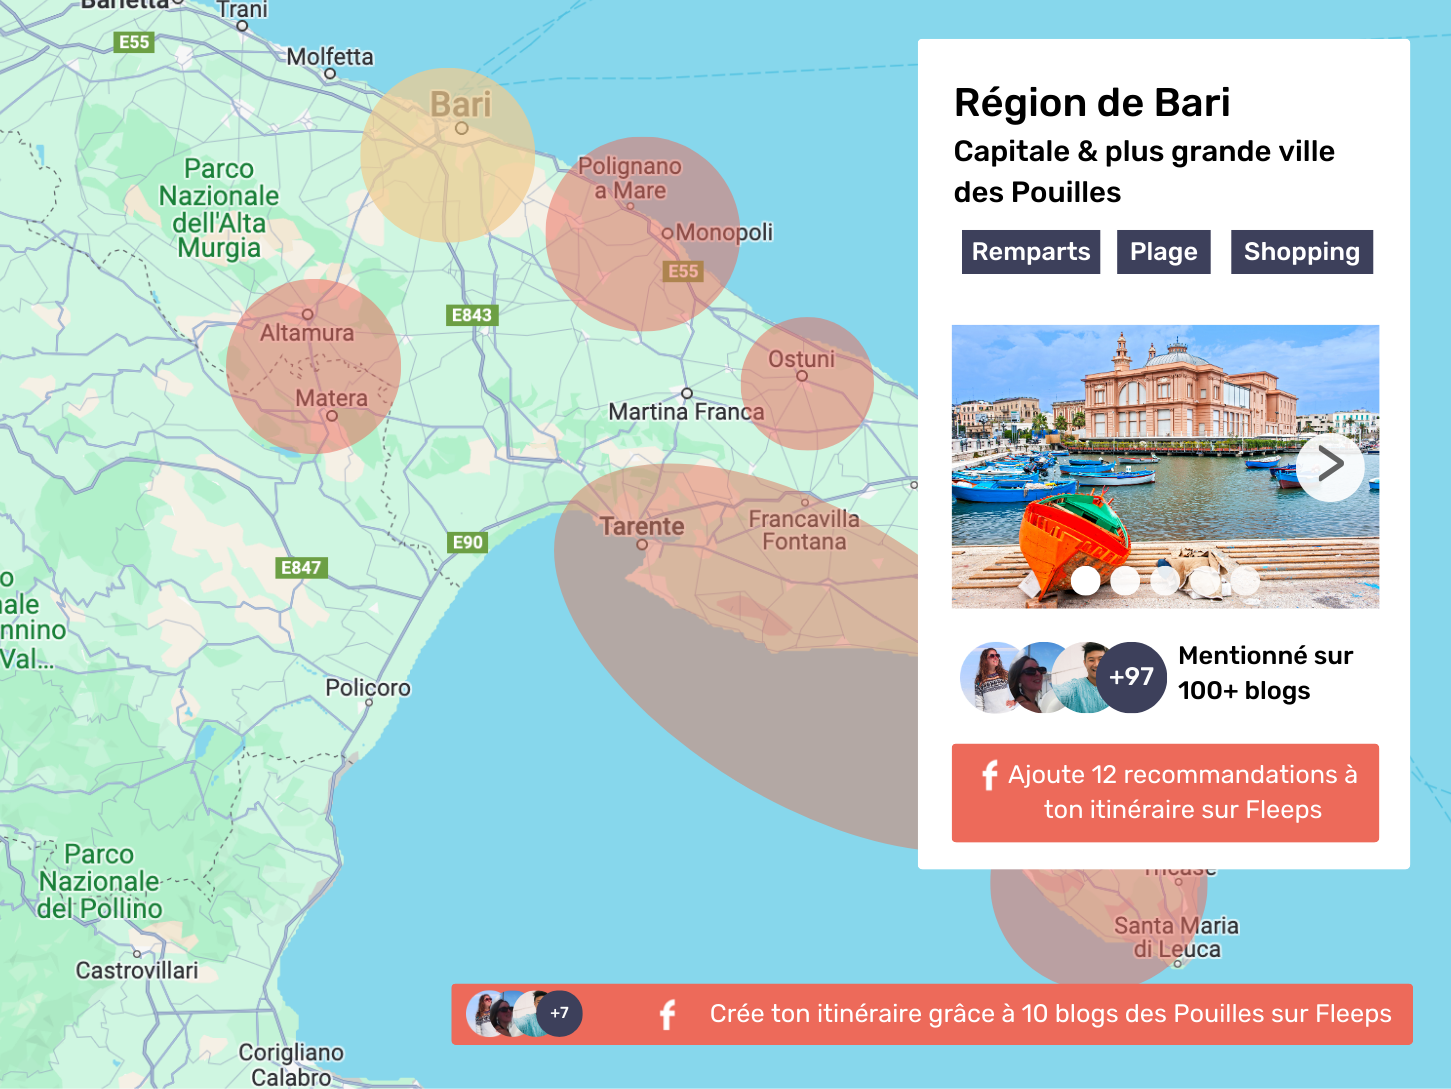 Barletta
Trani
E55
Molfetta
Bari
Parco
Nazionale
dell'Alta
Murgia
Polignano
a Mare
Monopoli
E55
E843
Altamura
Matera
Ostuni
Martina Franca
Tarente
Francavilla
Fontana
E90
E847
o
nale
nnino
Val...
Policoro
Parco
Nazionale
del Pollino
Castrovillari
Corigliano
Calabro
Tricase
Santa Maria
di Leuca
Région de Bari
Capitale & plus grande ville
des Pouilles
Remparts Plage Shopping
>
+97
Mentionné sur
100+ blogs
f Ajoute 12 recommandations à
ton itinéraire sur Fleeps
+7 f Crée ton itinéraire grâce à 10 blogs des Pouilles sur Fleeps